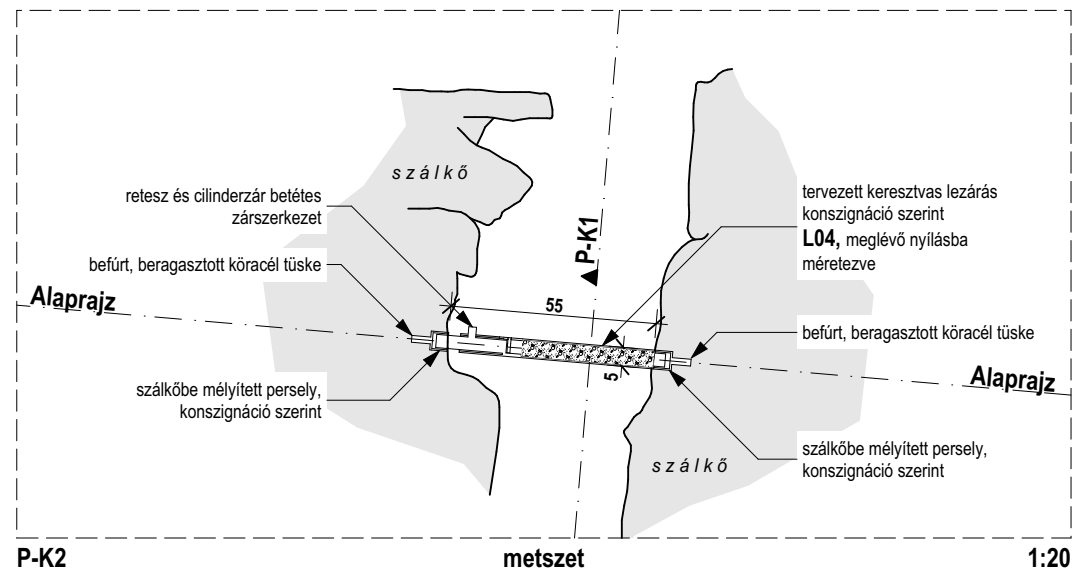 szálkő
retesz és cilinderzár betétes
zárszerkezet
befúrt, beragasztott köracél tüske
Alaprajz
szálkőbe mélyített persely,
konszignáció szerint
P-K1
55
5
tervezett keresztvas lezárás
konszignáció szerint
L04, meglévő nyílásba
méretezve
befúrt, beragasztott köracél tüske
Alaprajz
szálkőbe mélyített persely,
konszignáció szerint
szálkő
P-K2 metszet 1:20